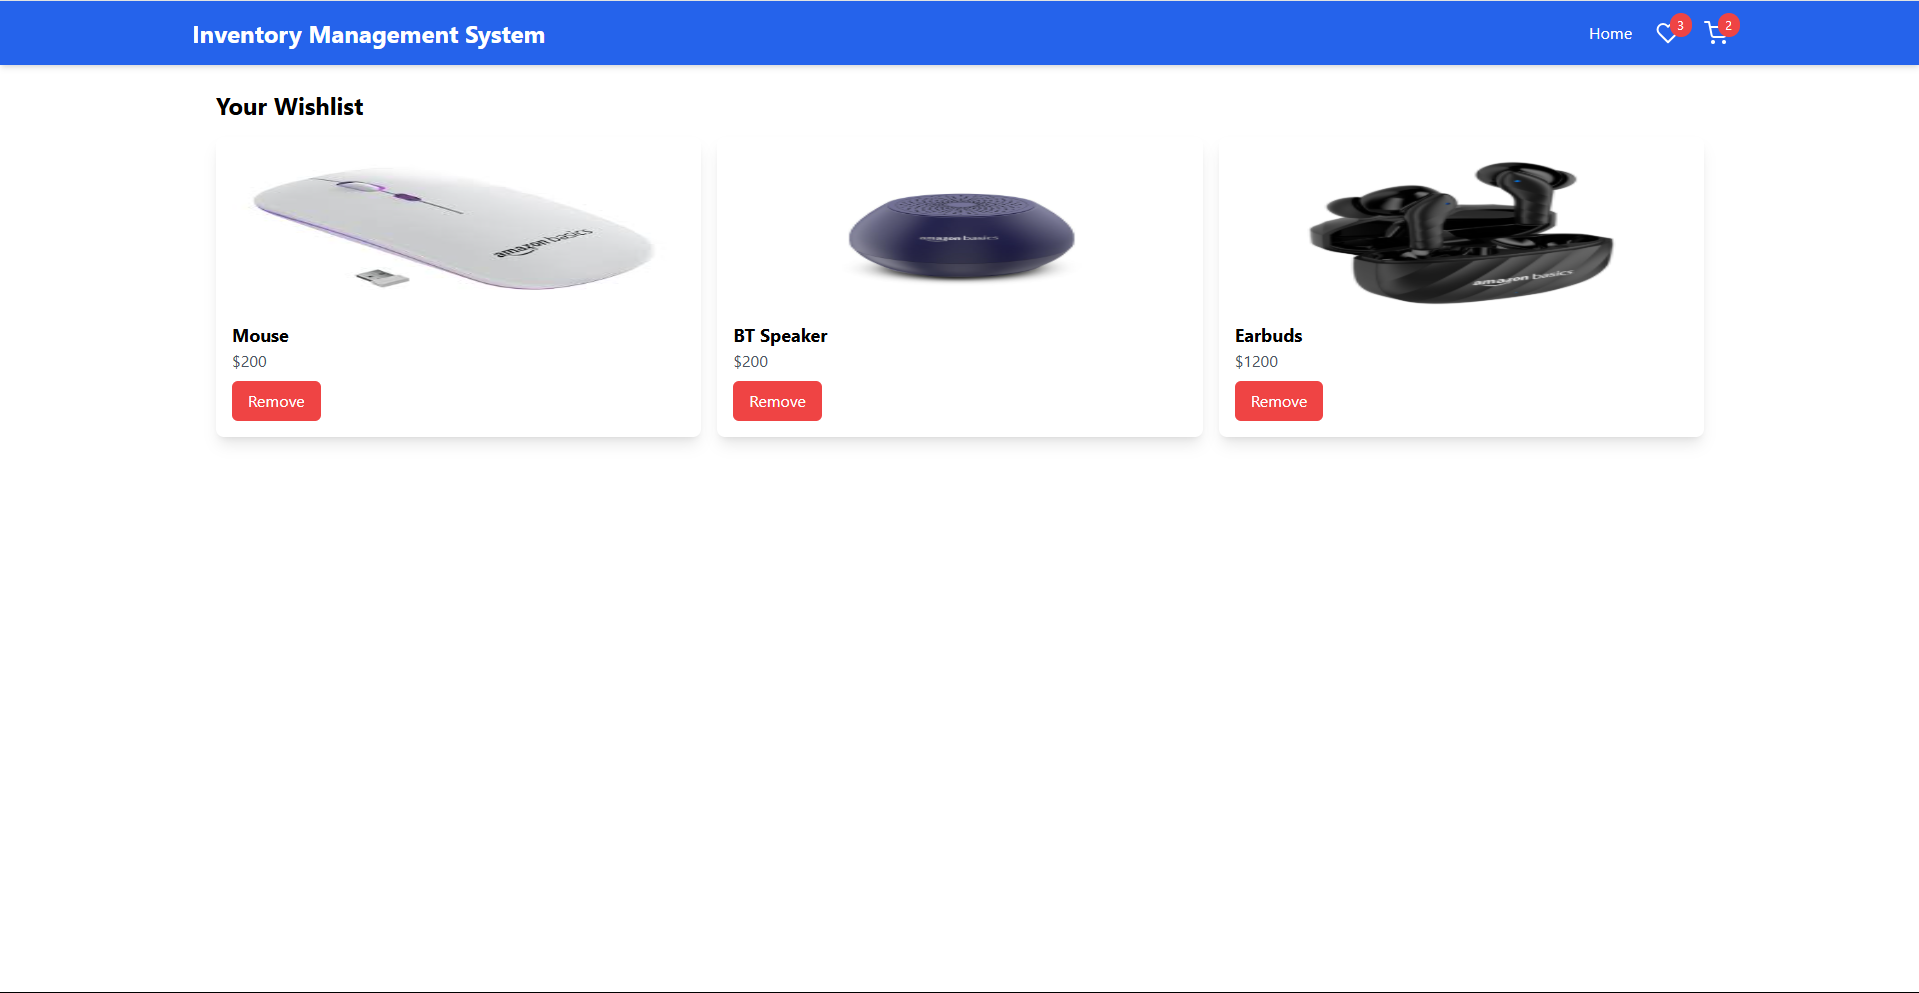 Inventory Management System
Home
3
2
Your Wishlist
amazon basics
amazon basics
amazon basics
Mouse
BT Speaker
Earbuds
$200
$200
$1200
Remove
Remove
Remove